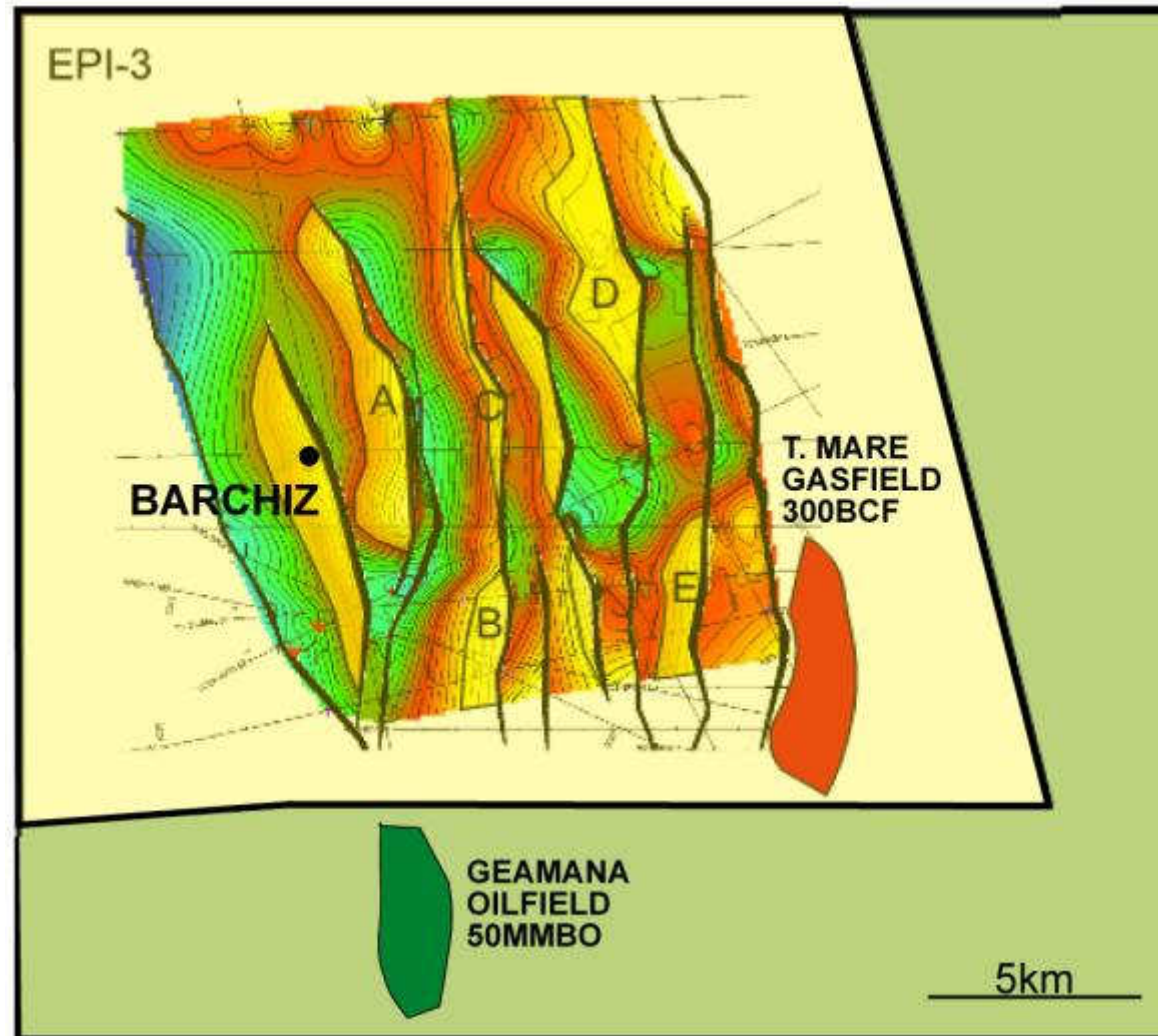 EPI-3
D
A
C
BARCHIZ
T. MARE
GASFIELD
300BCF
B
E
GEAMANA
OILFIELD
50MMBO
5km